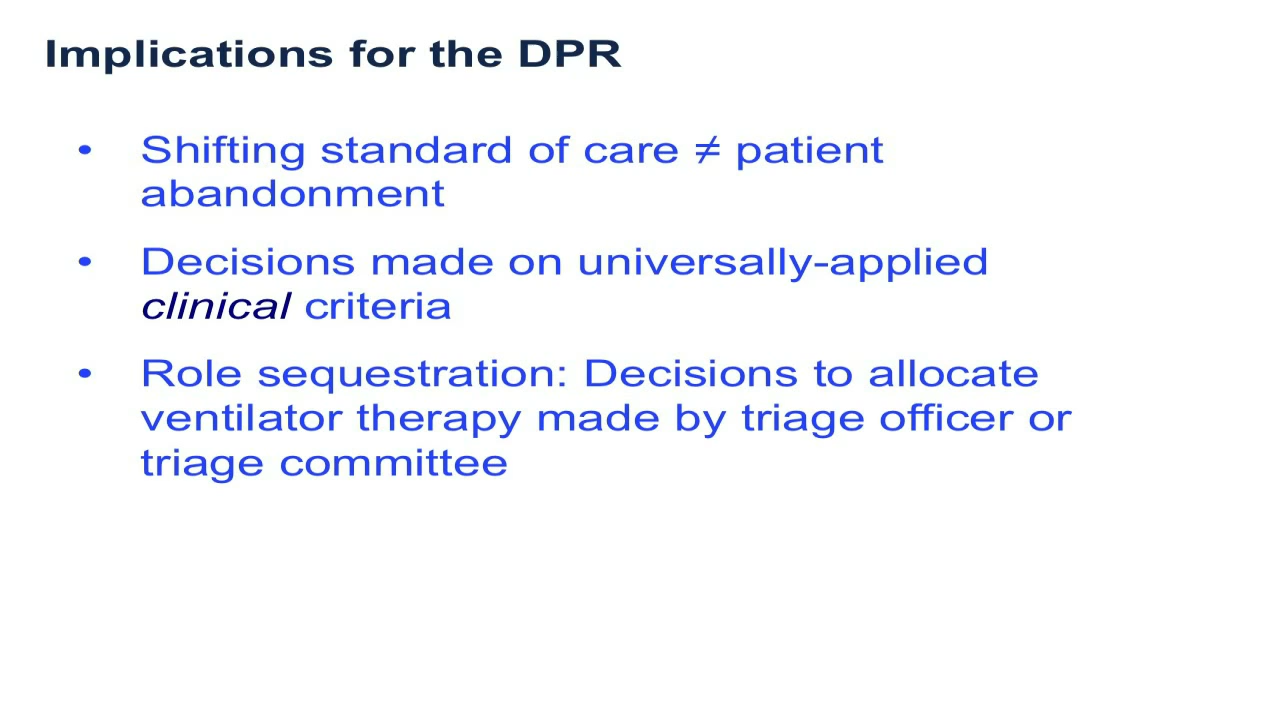 Implications for the DPR
• Shifting standard of care ≠ patient
abandonment
• Decisions made on universally-applied
clinical criteria
• Role sequestration: Decisions to allocate
ventilator therapy made by triage officer or
triage committee